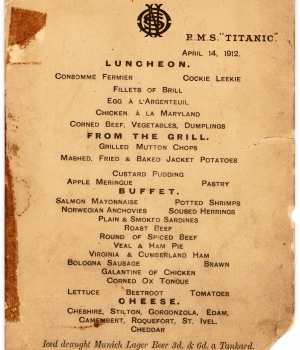 R.M.S. "TITANIC."
APRIL 14, 1912.
LUNCHEON.
CONSOMMÉ FERMIER COCKIE LEEKIE
FILLETS OF BRILL
EGG À L'ARGENTEUIL
CHICKEN À LA MARYLAND
CORNED BEEF, VEGETABLES, DUMPLINGS
FROM THE GRILL.
GRILLED MUTTON CHOPS
MASHED, FRIED & BAKED JACKET POTATOES
CUSTARD PUDDING
APPLE MERINGUE PASTRY
BUFFET.
SALMON MAYONNAISE POTTED SHRIMPS
NORWEGIAN ANCHOVIES SOUSED HERRINGS
PLAIN & SMOKED SARDINES
ROAST BEEF
ROUND OF SPICED BEEF
VEAL & HAM PIE
VIRGINIA & CUMBERLAND HAM
BOLOGNA SAUSAGE BRAWN
GALANTINE OF CHICKEN
CORNED OX TONGUE
LETTUCE BEETROOT TOMATOES
CHEESE.
CHESHIRE, STILTON, GORGONZOLA, EDAM,
CAMEMBERT, ROQUEFORT, ST. IVEL.
CHEDDAR
Iced draught Munich Lager Beer 3d. & 6d. a Tankard.